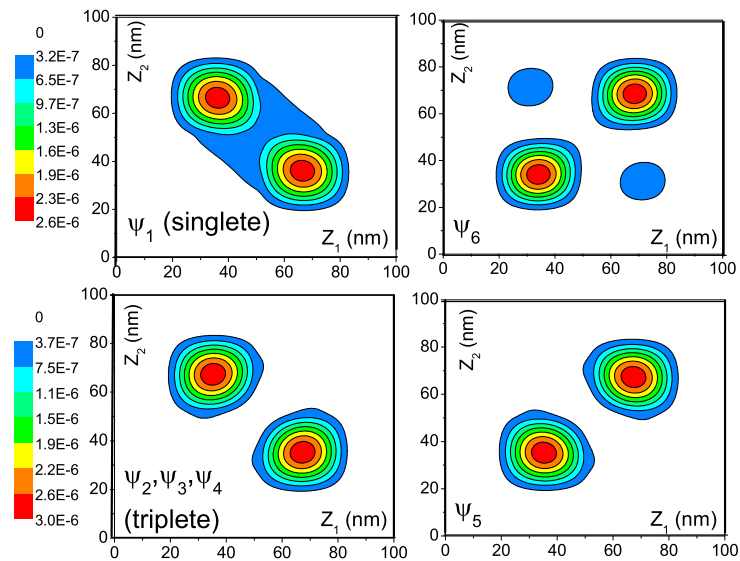 0
3.2E-7
6.5E-7
9.7E-7
1.3E-6
1.6E-6
1.9E-6
2.3E-6
2.6E-6
100
80
60
40
20
0
Z2 (nm)
ψ1 (singlete)
Z1 (nm)
0 20 40 60 80 100
100
80
60
40
20
0
Z2 (nm)
ψ6
Z1 (nm)
0 20 40 60 80 100
0
3.7E-7
7.5E-7
1.1E-6
1.5E-6
1.9E-6
2.2E-6
2.6E-6
3.0E-6
100
80
60
40
20
0
Z2 (nm)
ψ2,ψ3,ψ4
(triplete)
Z1 (nm)
0 20 40 60 80 100
100
80
60
40
20
0
Z2 (nm)
ψ5
Z1 (nm)
0 20 40 60 80 100